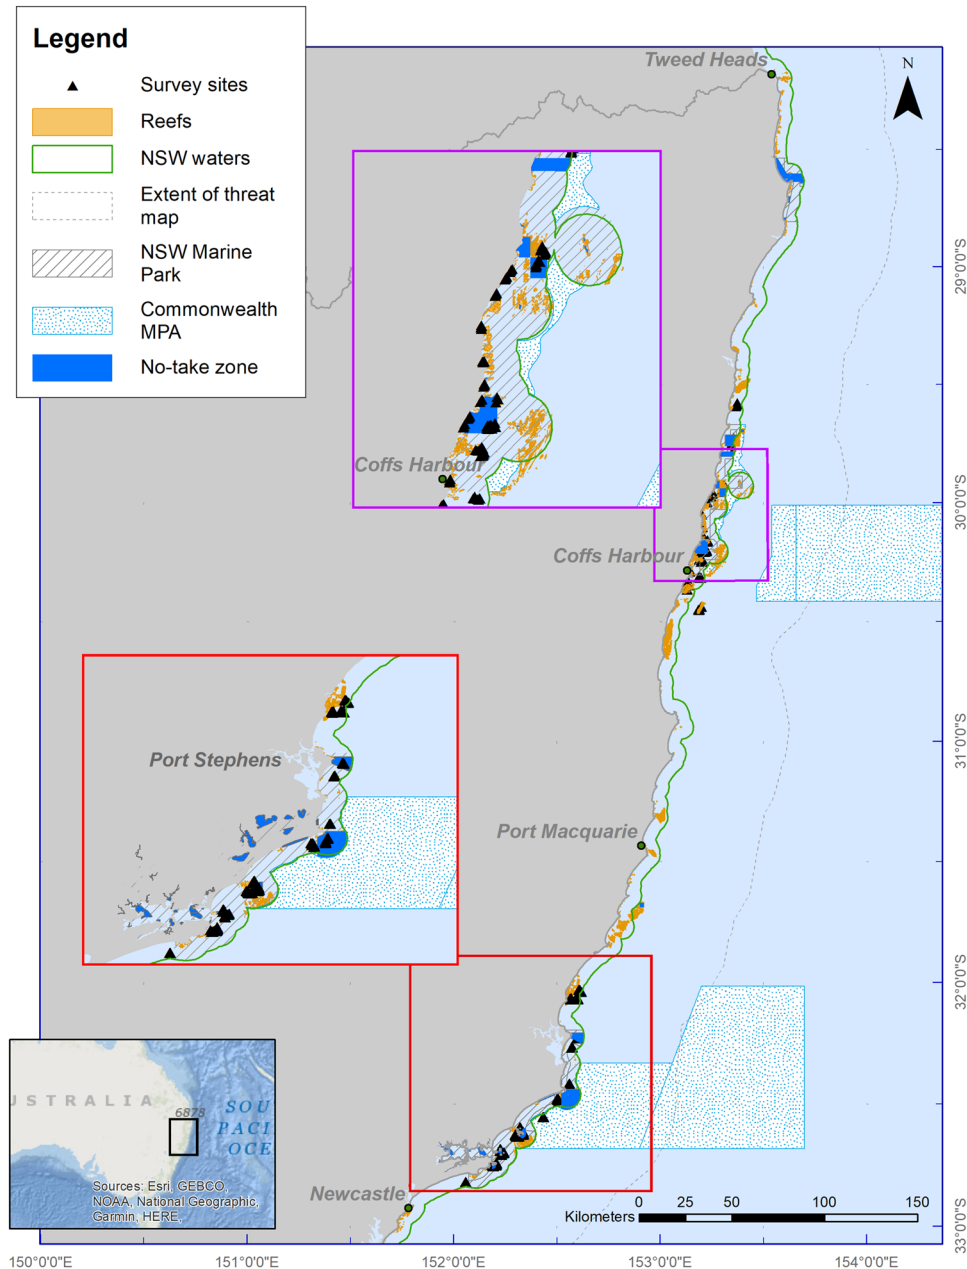 Legend
Survey sites
Reefs
NSW waters
Extent of threat
map
NSW Marine
Park
Commonwealth
MPA
No-take zone
Tweed Heads
N
Coffs Harbour
Coffs Harbour
Port Stephens
Port Macquarie
Newcastle
29°0'0"S
30°0'0"S
31°0'0"S
32°0'0"S
33°0'0"S
USTRALIA
6878
SOU
PACI
OCE
Sources: Esri, GEBCO,
NOAA, National Geographic,
Garmin, HERE,
Kilometers
0 25 50 100 150
150°0'0"E 151°0'0"E 152°0'0"E 153°0'0"E 154°0'0"E